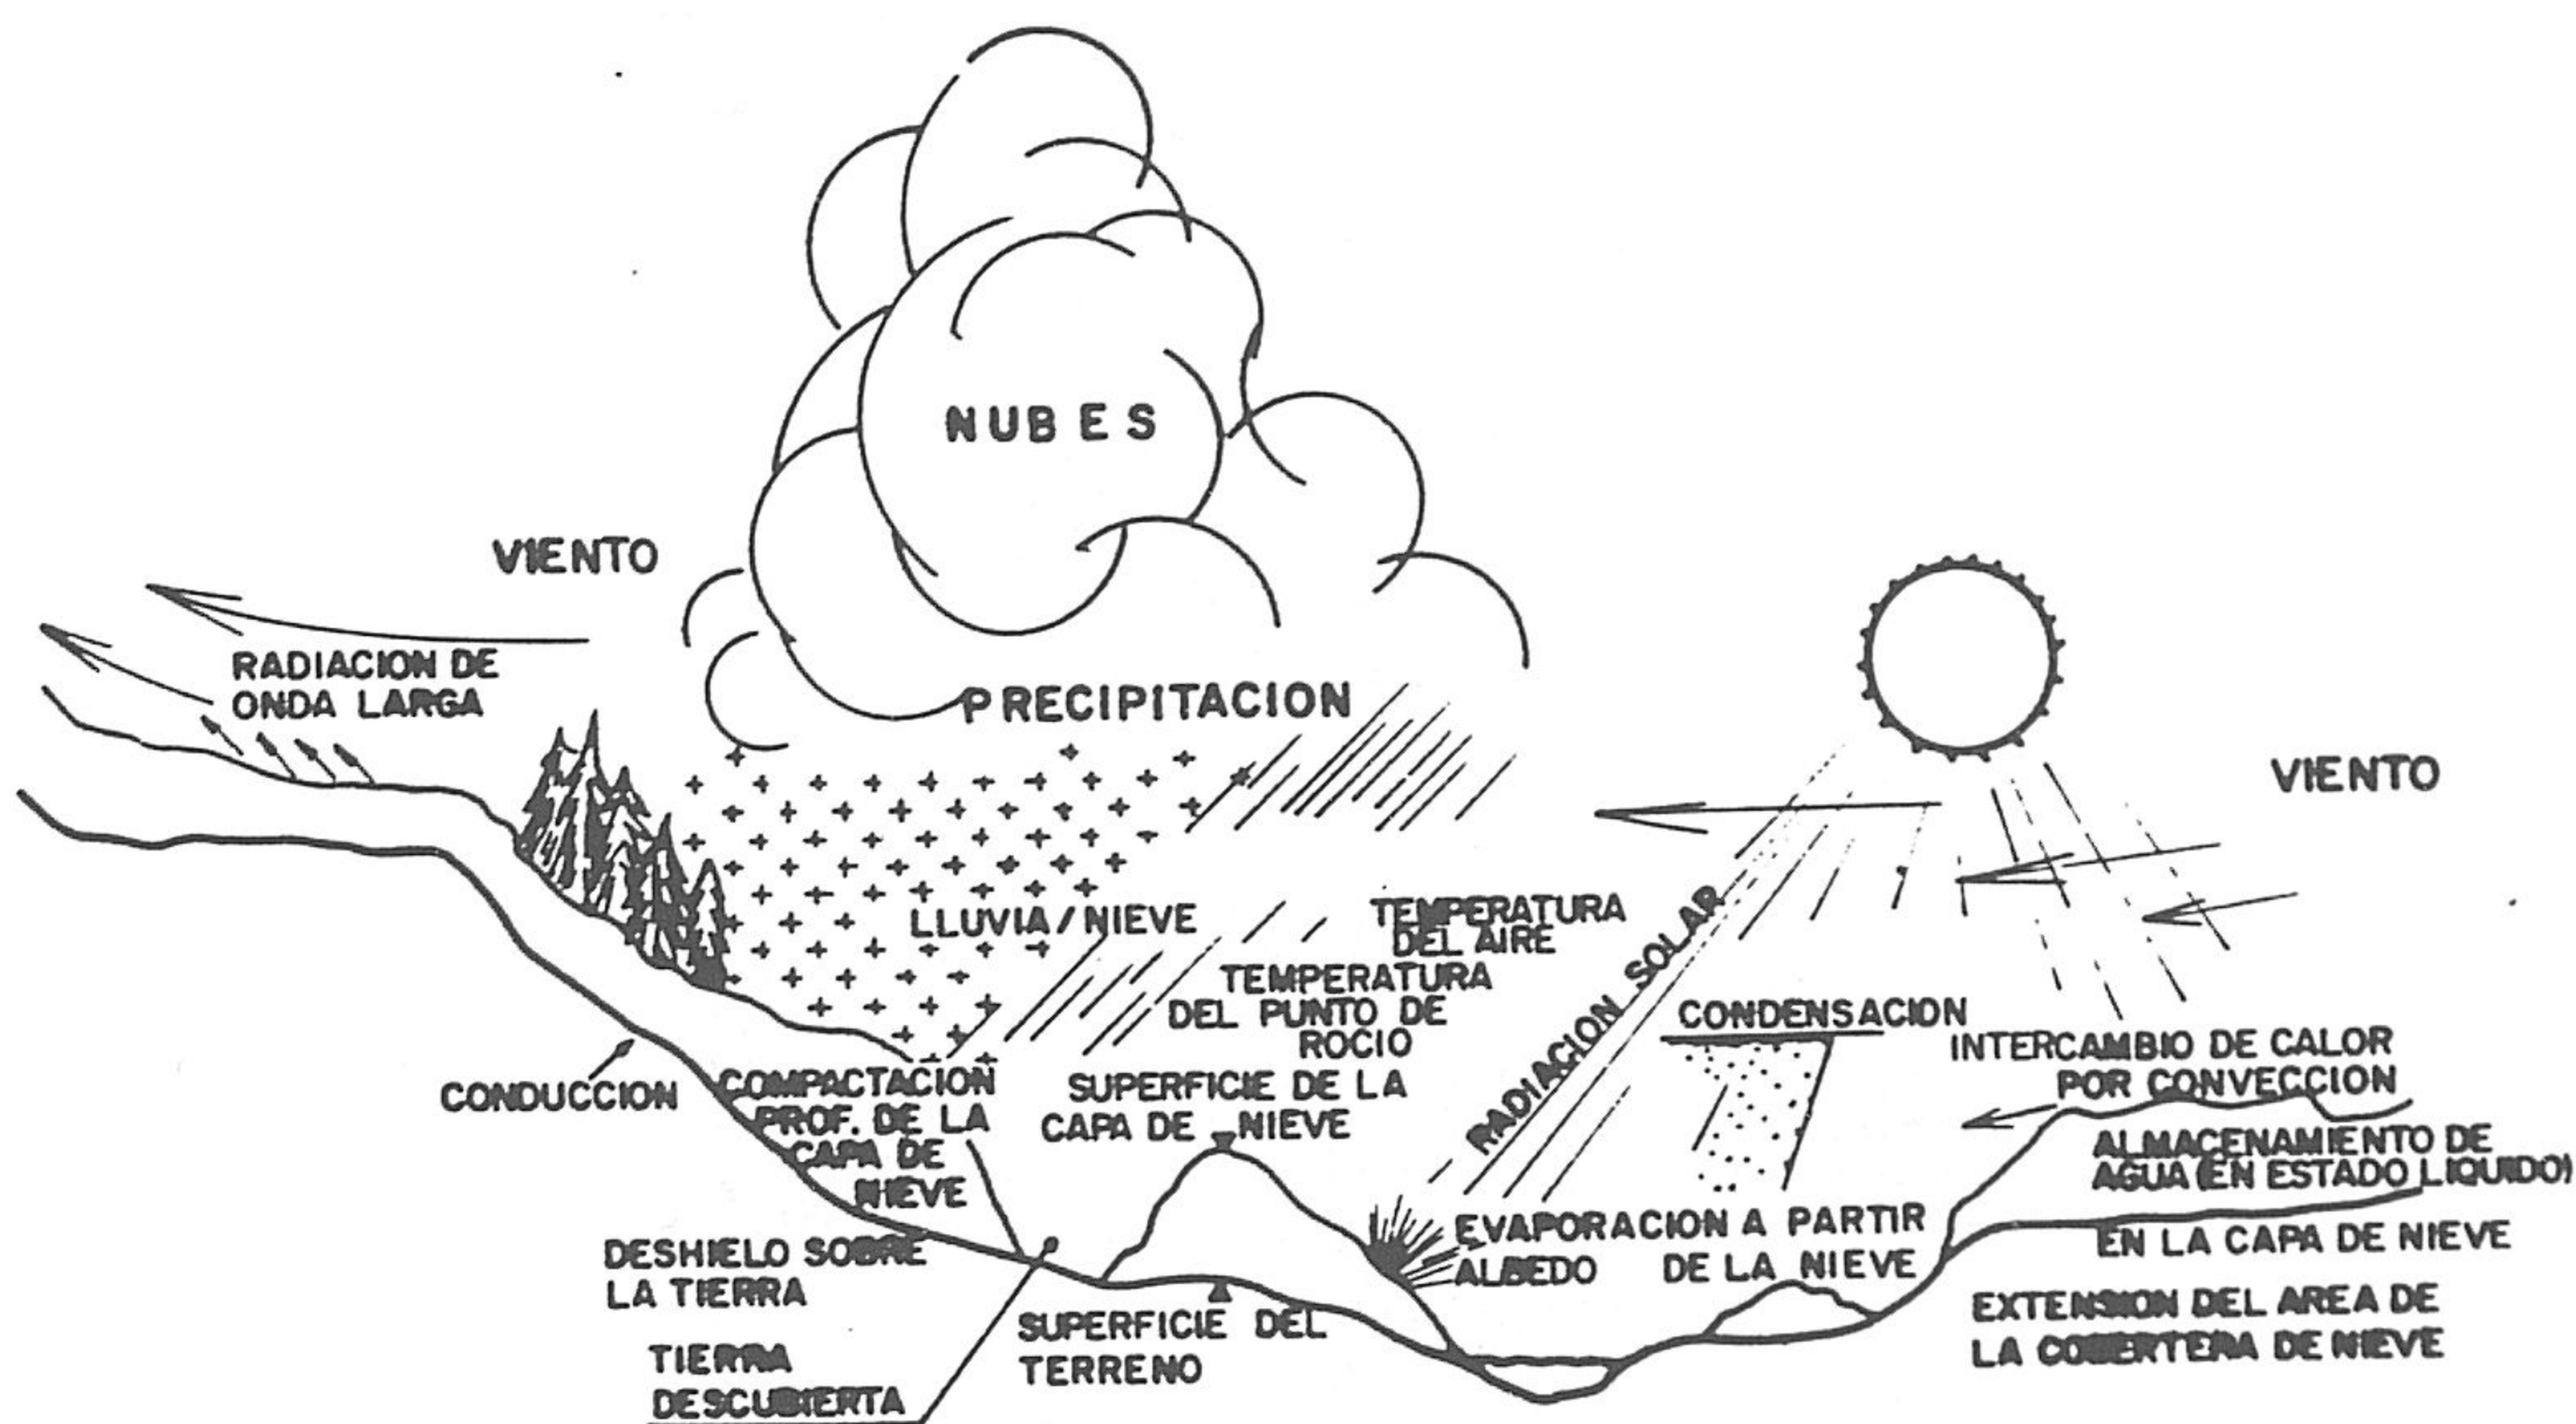 NUBES
VIENTO
RADIACION DE
ONDA LARGA
PRECIPITACION
VIENTO
LLUVIA/NIEVE
TEMPERATURA
DEL AIRE
TEMPERATURA
DEL PUNTO DE
ROCIO
RADIACION SOLAR
CONDENSACION
INTERCAMBIO DE CALOR
POR CONVECCION
CONDUCCION
COMPACTACION
PROF. DE LA
CAPA DE
NIEVE
SUPERFICIE DE LA
CAPA DE NIEVE
ALMACENAMIENTO DE
AGUA (EN ESTADO LIQUIDO)
EN LA CAPA DE NIEVE
EVAPORACION A PARTIR
DE LA NIEVE
ALBEDO
DESHIELO SOBRE
LA TIERRA
SUPERFICIE DEL
TERRENO
EXTENSION DEL AREA DE
LA COBERTERA DE NIEVE
TIERRA
DESCUBIERTA